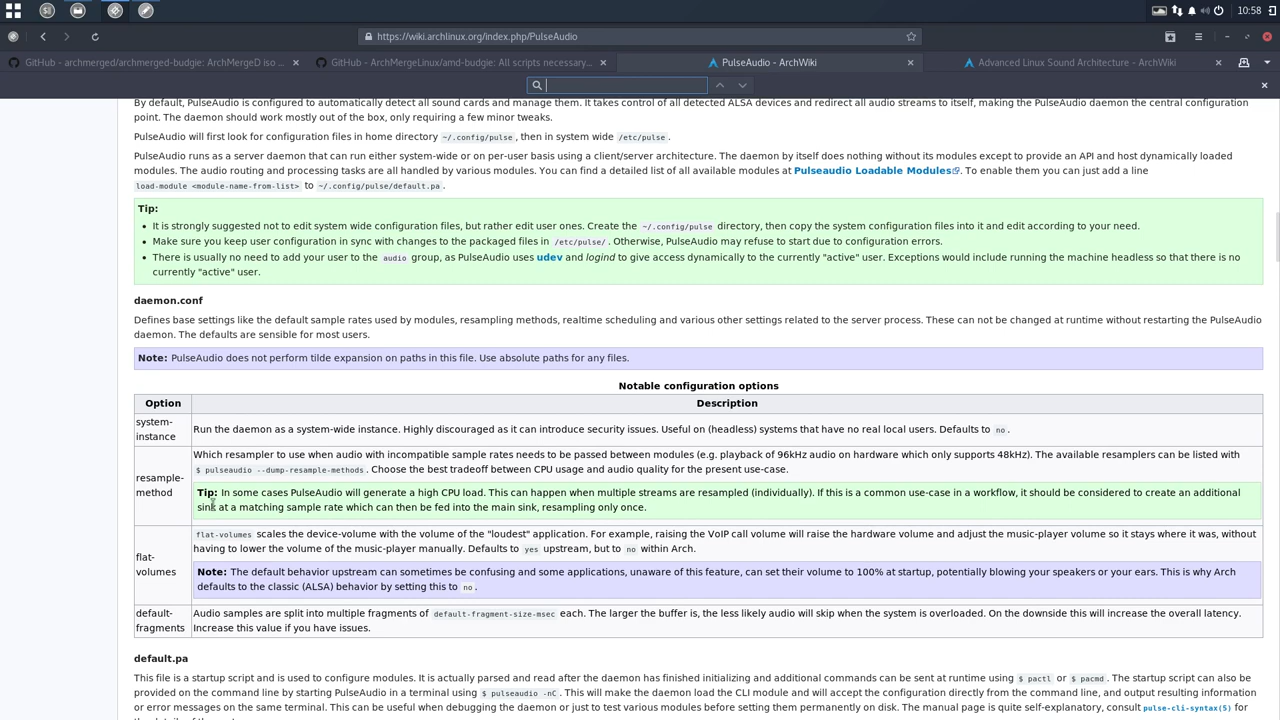 10:58
https://wiki.archlinux.org/index.php/PulseAudio
GitHub - archmerged/archmerged-budgie: ArchMergeD iso ...
GitHub - ArchMergeLinux/amd-budgie: All scripts necessary...
PulseAudio - ArchWiki
Advanced Linux Sound Architecture - ArchWiki
By default, PulseAudio is configured to automatically detect all sound cards and manage them. It takes control of all detected ALSA devices and redirect all audio streams to itself, making the PulseAudio daemon the central configuration
point. The daemon should work mostly out of the box, only requiring a few minor tweaks.
PulseAudio will first look for configuration files in home directory ~/.config/pulse, then in system wide /etc/pulse.
PulseAudio runs as a server daemon that can run either system-wide or on per-user basis using a client/server architecture. The daemon by itself does nothing without its modules except to provide an API and host dynamically loaded
modules. The audio routing and processing tasks are all handled by various modules. You can find a detailed list of all available modules at Pulseaudio Loadable Modules. To enable them you can just add a line
load-module <module-name-from-list> to ~/.config/pulse/default.pa.
Tip:
• It is strongly suggested not to edit system wide configuration files, but rather edit user ones. Create the ~/.config/pulse directory, then copy the system configuration files into it and edit according to your need.
• Make sure you keep user configuration in sync with changes to the packaged files in /etc/pulse/. Otherwise, PulseAudio may refuse to start due to configuration errors.
• There is usually no need to add your user to the audio group, as PulseAudio uses udev and logind to give access dynamically to the currently "active" user. Exceptions would include running the machine headless so that there is no
currently "active" user.
daemon.conf
Defines base settings like the default sample rates used by modules, resampling methods, realtime scheduling and various other settings related to the server process. These can not be changed at runtime without restarting the PulseAudio
daemon. The defaults are sensible for most users.
Note: PulseAudio does not perform tilde expansion on paths in this file. Use absolute paths for any files.
Notable configuration options
Option Description
system-
instance
Run the daemon as a system-wide instance. Highly discouraged as it can introduce security issues. Useful on (headless) systems that have no real local users. Defaults to no.
resample-
method
Which resampler to use when audio with incompatible sample rates needs to be passed between modules (e.g. playback of 96kHz audio on hardware which only supports 48kHz). The available resamplers can be listed with
$ pulseaudio --dump-resample-methods. Choose the best tradeoff between CPU usage and audio quality for the present use-case.
Tip: In some cases PulseAudio will generate a high CPU load. This can happen when multiple streams are resampled (individually). If this is a common use-case in a workflow, it should be considered to create an additional
sink at a matching sample rate which can then be fed into the main sink, resampling only once.
flat-
volumes
flat-volumes scales the device-volume with the volume of the "loudest" application. For example, raising the VoIP call volume will raise the hardware volume and adjust the music-player volume so it stays where it was, without
having to lower the volume of the music-player manually. Defaults to yes upstream, but to no within Arch.
Note: The default behavior upstream can sometimes be confusing and some applications, unaware of this feature, can set their volume to 100% at startup, potentially blowing your speakers or your ears. This is why Arch
defaults to the classic (ALSA) behavior by setting this to no.
default-
fragments
Audio samples are split into multiple fragments of default-fragment-size-msec each. The larger the buffer is, the less likely audio will skip when the system is overloaded. On the downside this will increase the overall latency.
Increase this value if you have issues.
default.pa
This file is a startup script and is used to configure modules. It is actually parsed and read after the daemon has finished initializing and additional commands can be sent at runtime using $ pactl or $ pacmd. The startup script can also be
provided on the command line by starting PulseAudio in a terminal using $ pulseaudio -nC. This will make the daemon load the CLI module and will accept the configuration directly from the command line, and output resulting information
or error messages on the same terminal. This can be useful when debugging the daemon or just to test various modules before setting them permanently on disk. The manual page is quite self-explanatory, consult pulse-cli-syntax(5) for